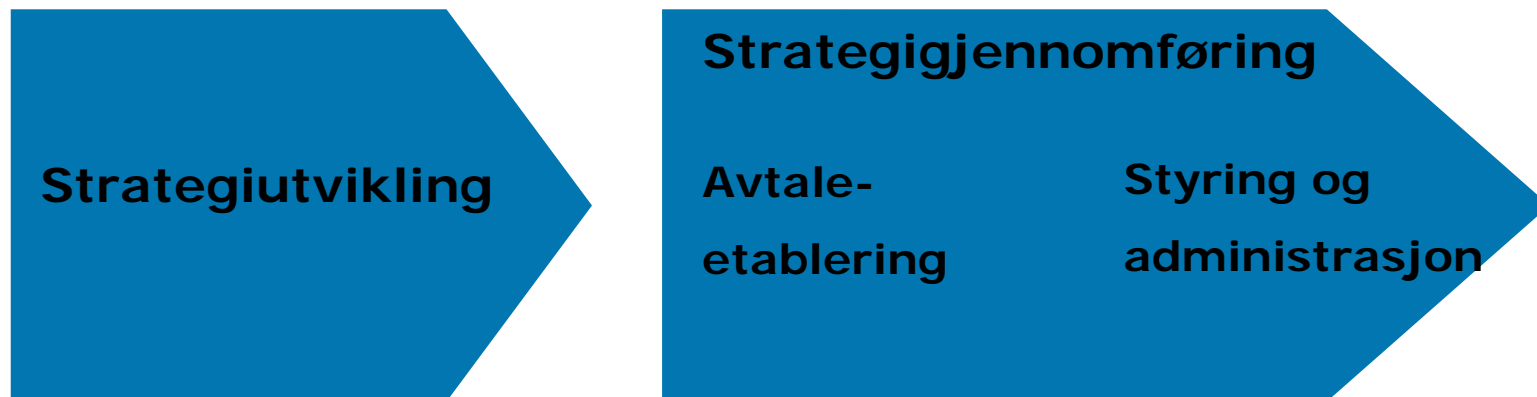 Strategiutvikling
Strategigjennomføring
Avtale-
etablering
Styring og
administrasjon